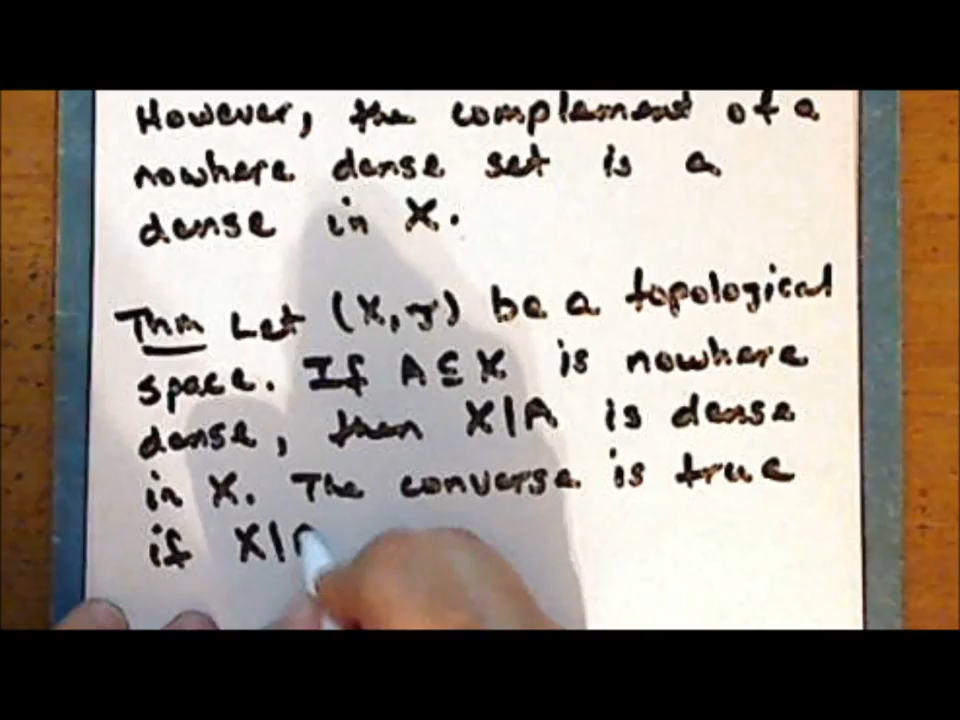 However, the complement of a
nowhere dense set is a
dense in X.
Thm Let (X, J) be a topological
space. If A ⊆ X is nowhere
dense, then X|A is dense
in X. The converse is true
if X|A